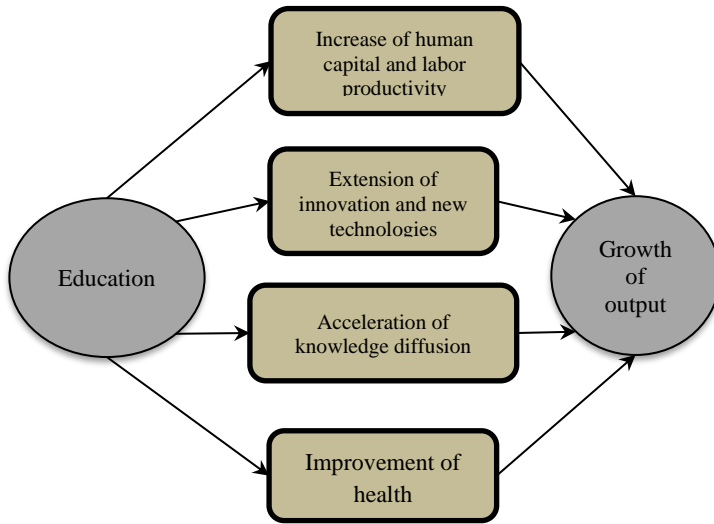 Increase of human
capital and labor
productivity
Extension of
innovation and new
technologies
Education
Growth
of
output
Acceleration of
knowledge diffusion
Improvement of
health